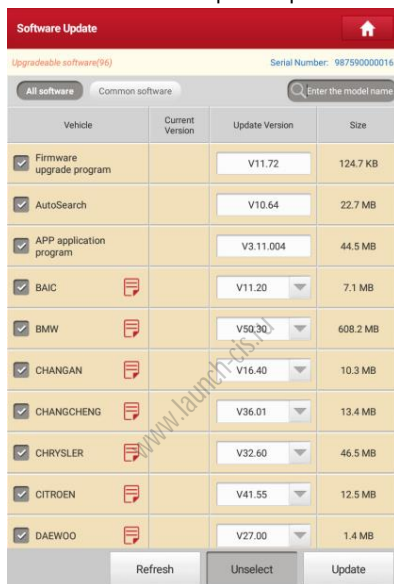 Software Update
Upgradeable software(96)
Serial Number: 987590000016
All software
Common software
Enter the model name
Vehicle
Current
Version
Update Version
Size
Firmware
upgrade program
V11.72
124.7 KB
AutoSearch
V10.64
22.7 MB
APP application
program
V3.11.004
44.5 MB
BAIC
V11.20
7.1 MB
BMW
V50.30
608.2 MB
CHANGAN
V16.40
10.3 MB
CHANGCHENG
V36.01
13.4 MB
CHRYSLER
V32.60
46.5 MB
CITROEN
V41.55
12.5 MB
DAEWOO
V27.00
1.4 MB
www.launch-cis.ru
Refresh
Unselect
Update